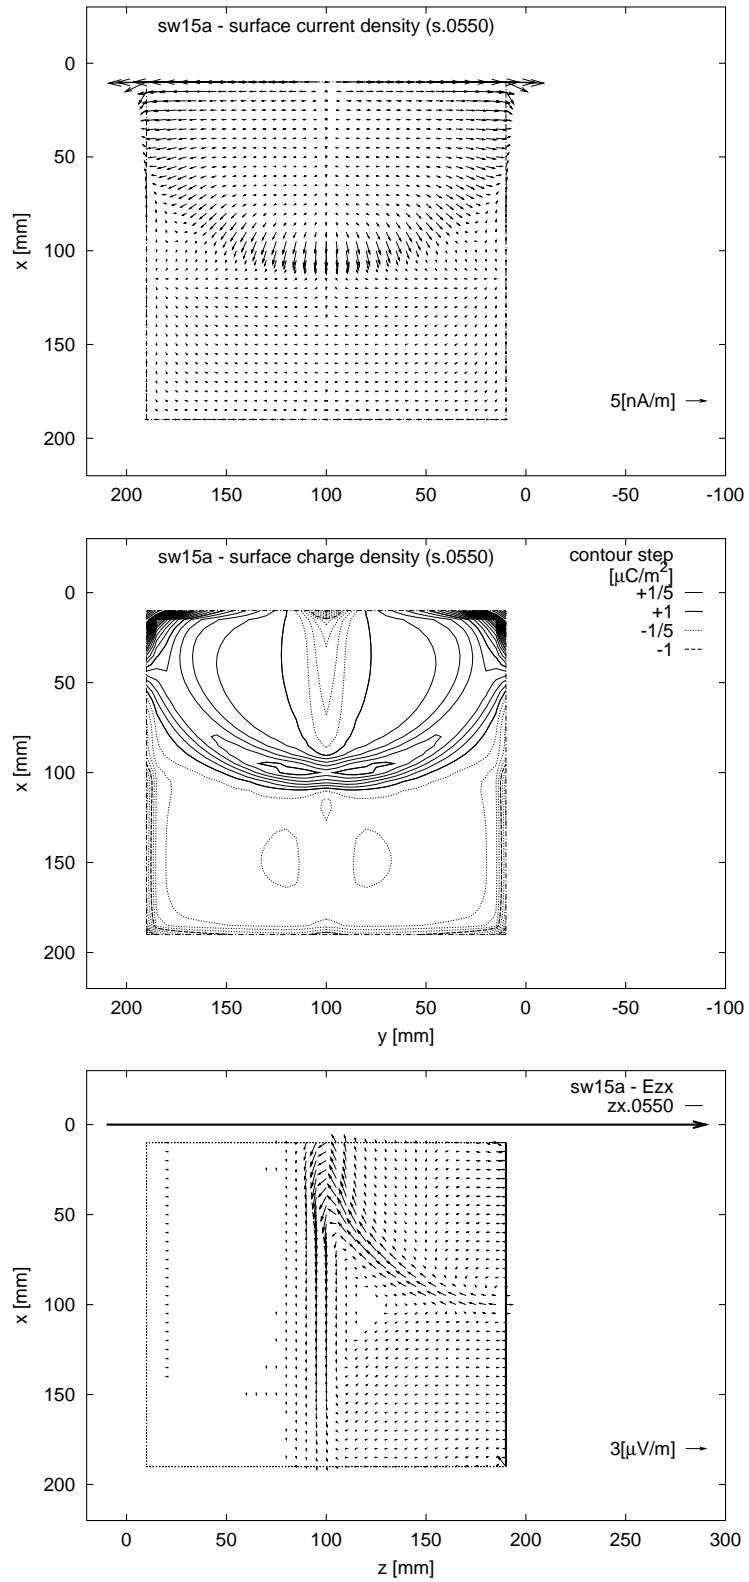 sw15a - surface current density (s.0550)
0
50
100
150
200
x [mm]
5[nA/m]
200 150 100 50 0 -50 -100
sw15a - surface charge density (s.0550)
contour step
[μC/m²]
+1/5
+1
-1/5
-1
0
50
100
150
200
x [mm]
200 150 100 50 0 -50 -100
y [mm]
sw15a - Ezx
zx.0550
0
50
100
150
200
x [mm]
3[μV/m]
0 50 100 150 200 250 300
z [mm]